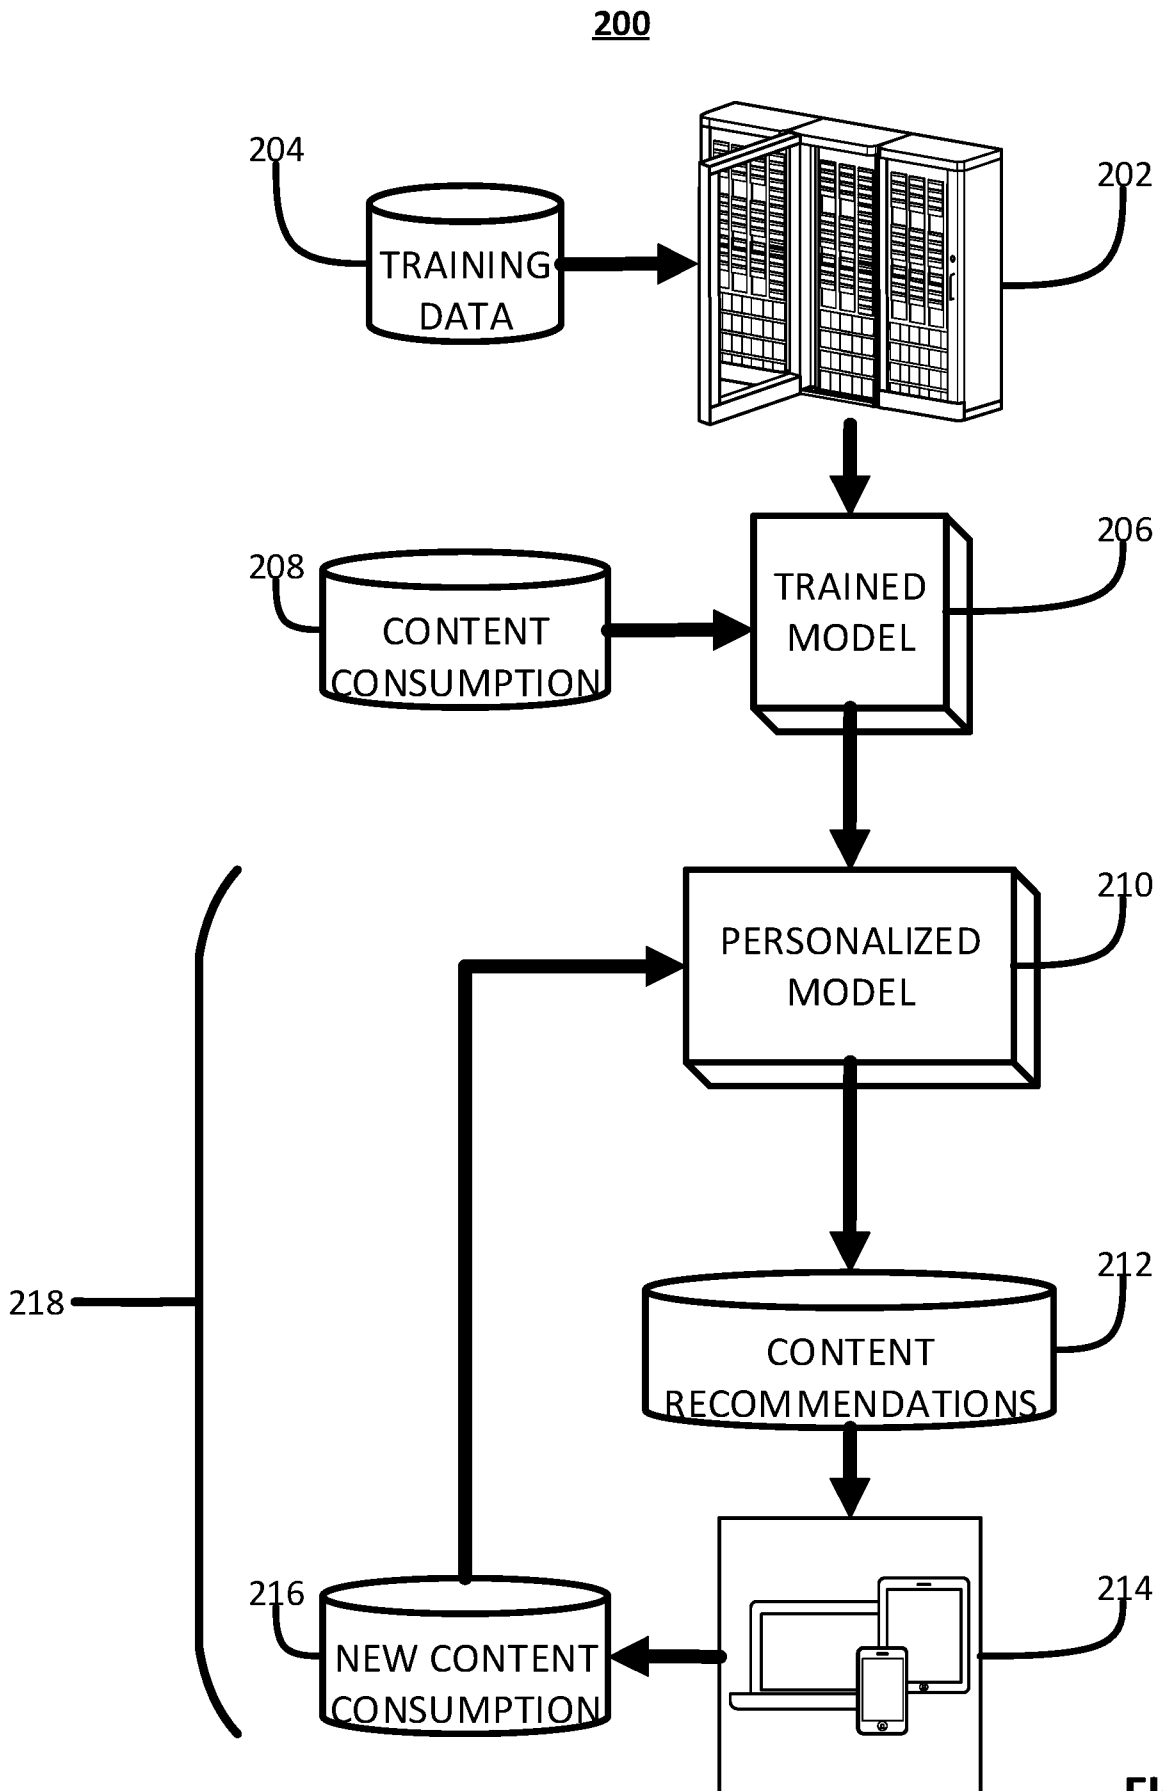 200
204
202
TRAINING
DATA
206
208
TRAINED
MODEL
CONTENT
CONSUMPTION
210
PERSONALIZED
MODEL
212
218
CONTENT
RECOMMENDATIONS
216
214
NEW CONTENT
CONSUMPTION